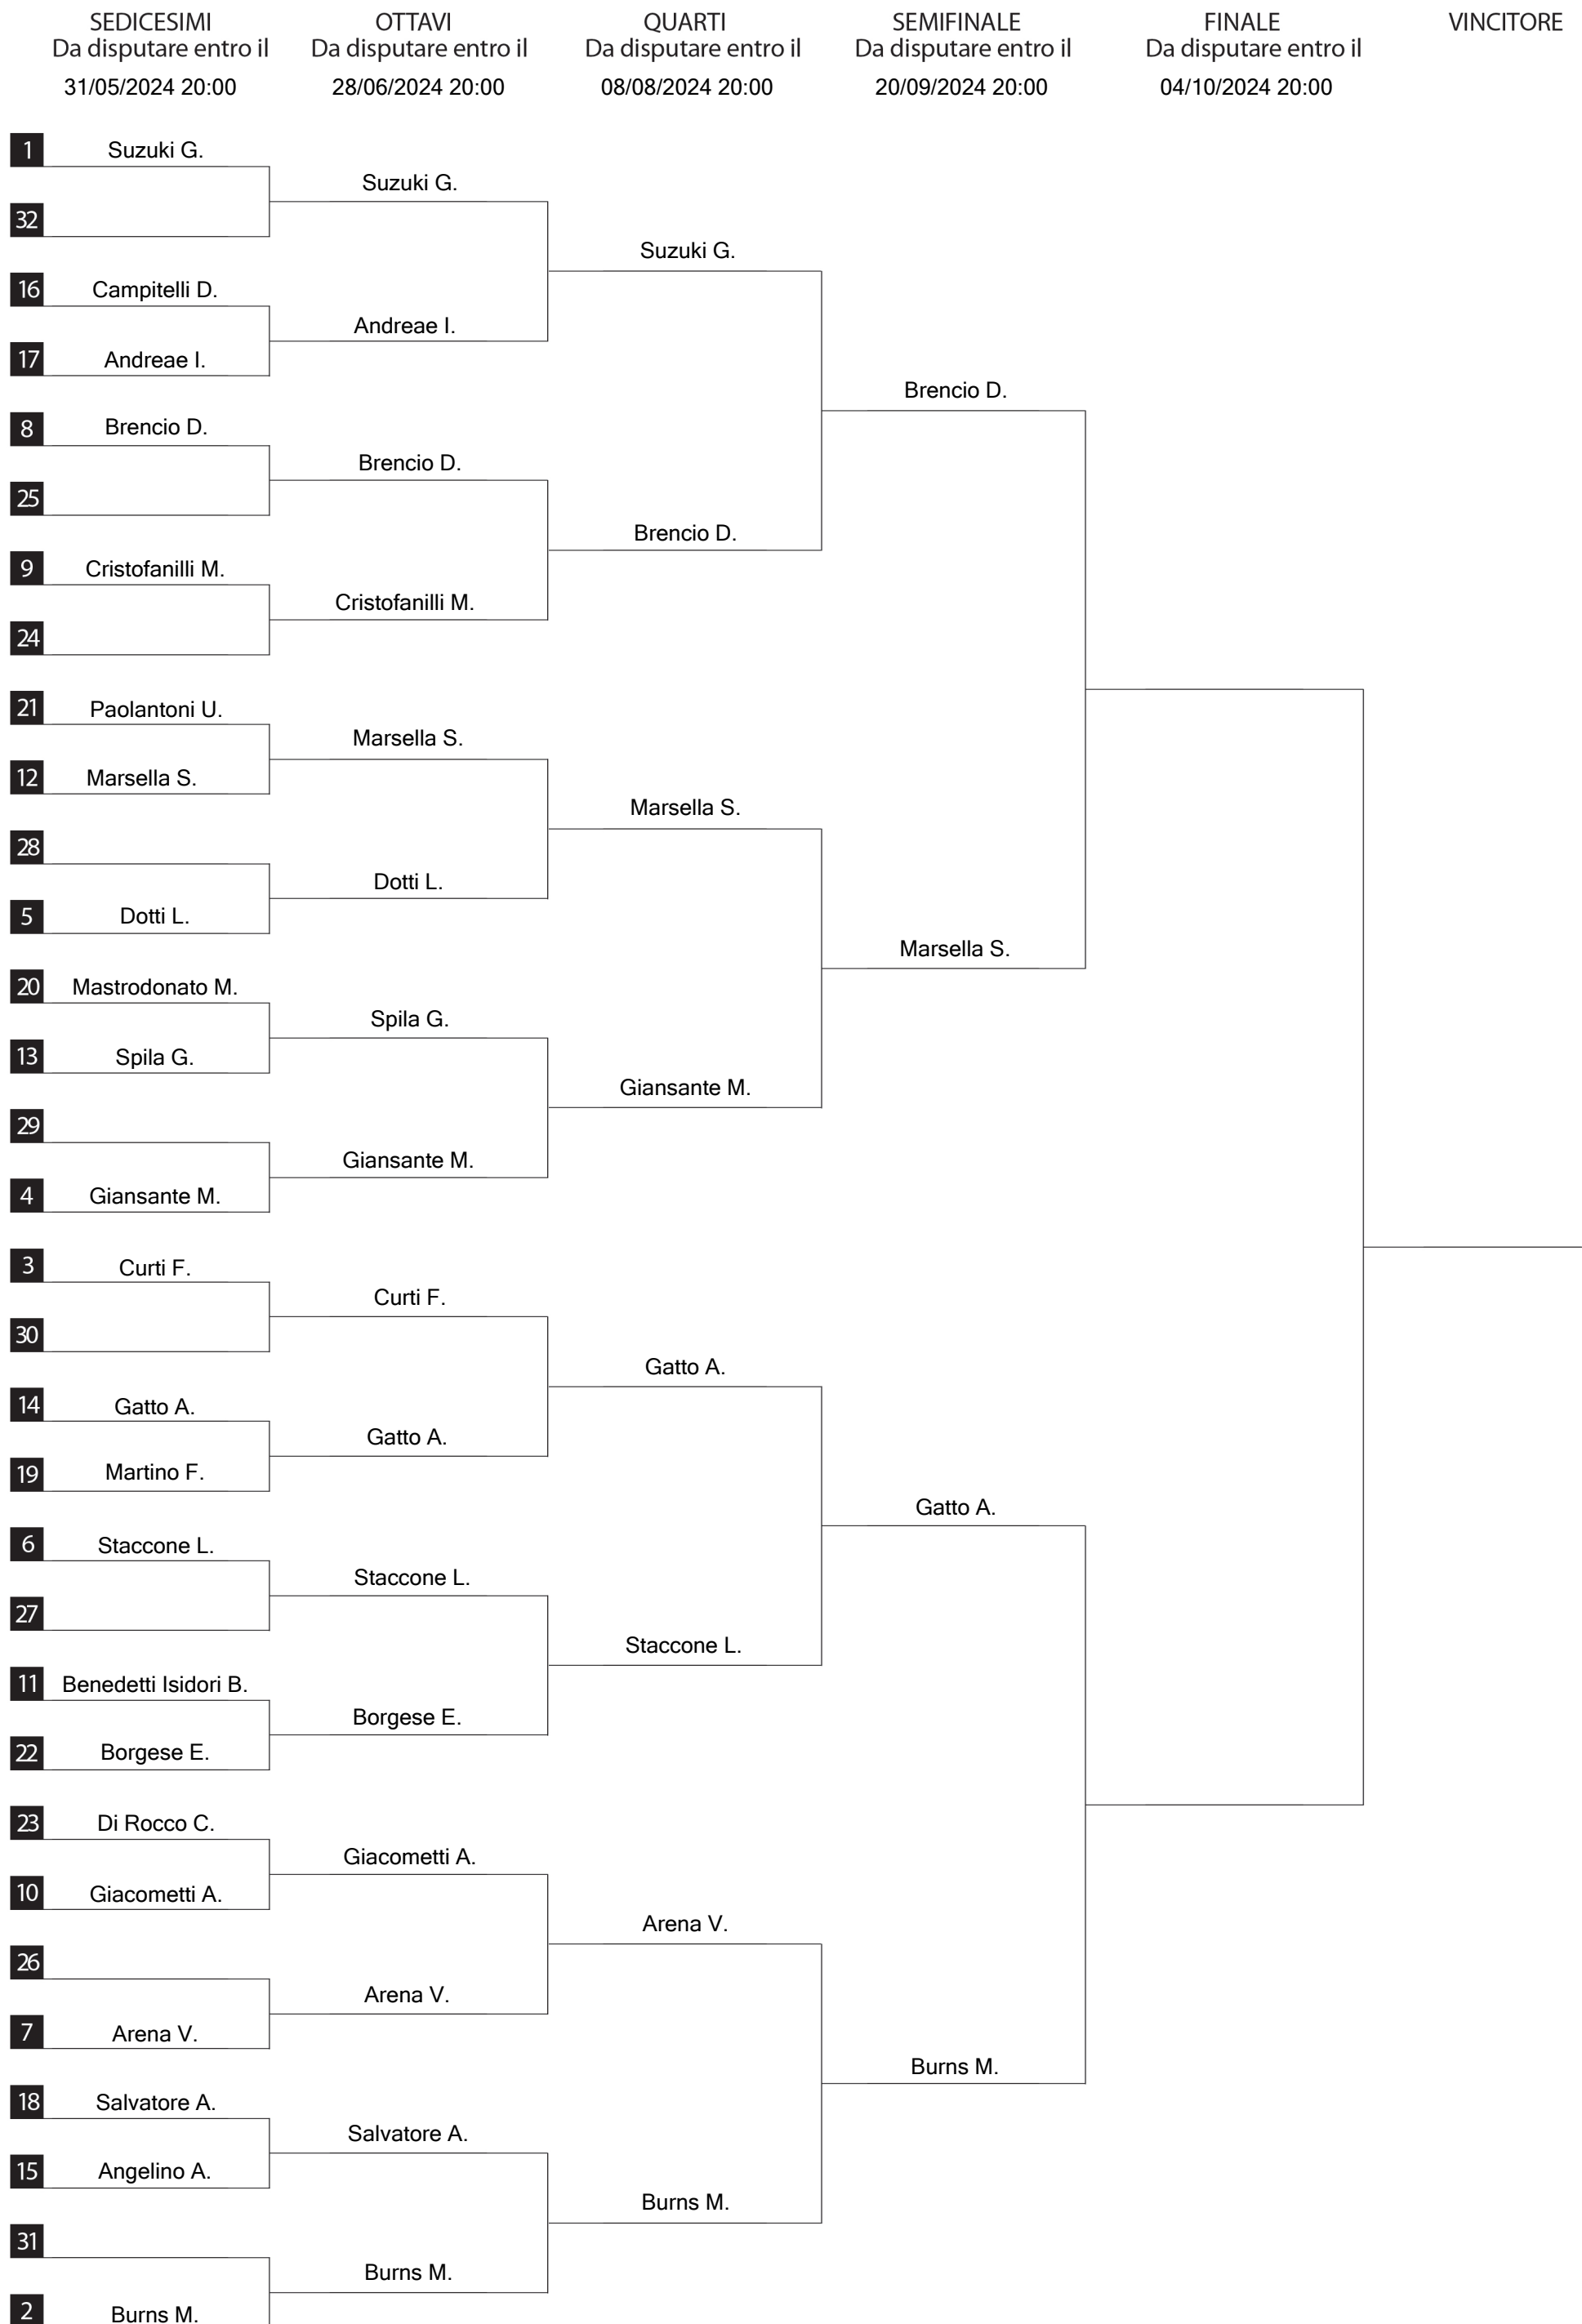 SEDICESIMI
Da disputare entro il
31/05/2024 20:00
OTTAVI
Da disputare entro il
28/06/2024 20:00
QUARTI
Da disputare entro il
08/08/2024 20:00
SEMIFINALE
Da disputare entro il
20/09/2024 20:00
FINALE
Da disputare entro il
04/10/2024 20:00
VINCITORE
1 Suzuki G.
32
16 Campitelli D.
17 Andreae I.
8 Brencio D.
25
9 Cristofanilli M.
24
21 Paolantoni U.
12 Marsella S.
28
5 Dotti L.
20 Mastrodonato M.
13 Spila G.
29
4 Giansante M.
3 Curti F.
30
14 Gatto A.
19 Martino F.
6 Staccone L.
27
11 Benedetti Isidori B.
22 Borgese E.
23 Di Rocco C.
10 Giacometti A.
26
7 Arena V.
18 Salvatore A.
15 Angelino A.
31
2 Burns M.
Suzuki G.
Andreae I.
Brencio D.
Cristofanilli M.
Marsella S.
Dotti L.
Spila G.
Giansante M.
Curti F.
Gatto A.
Staccone L.
Borgese E.
Giacometti A.
Arena V.
Salvatore A.
Burns M.
Suzuki G.
Brencio D.
Marsella S.
Giansante M.
Gatto A.
Staccone L.
Arena V.
Burns M.
Brencio D.
Marsella S.
Gatto A.
Burns M.